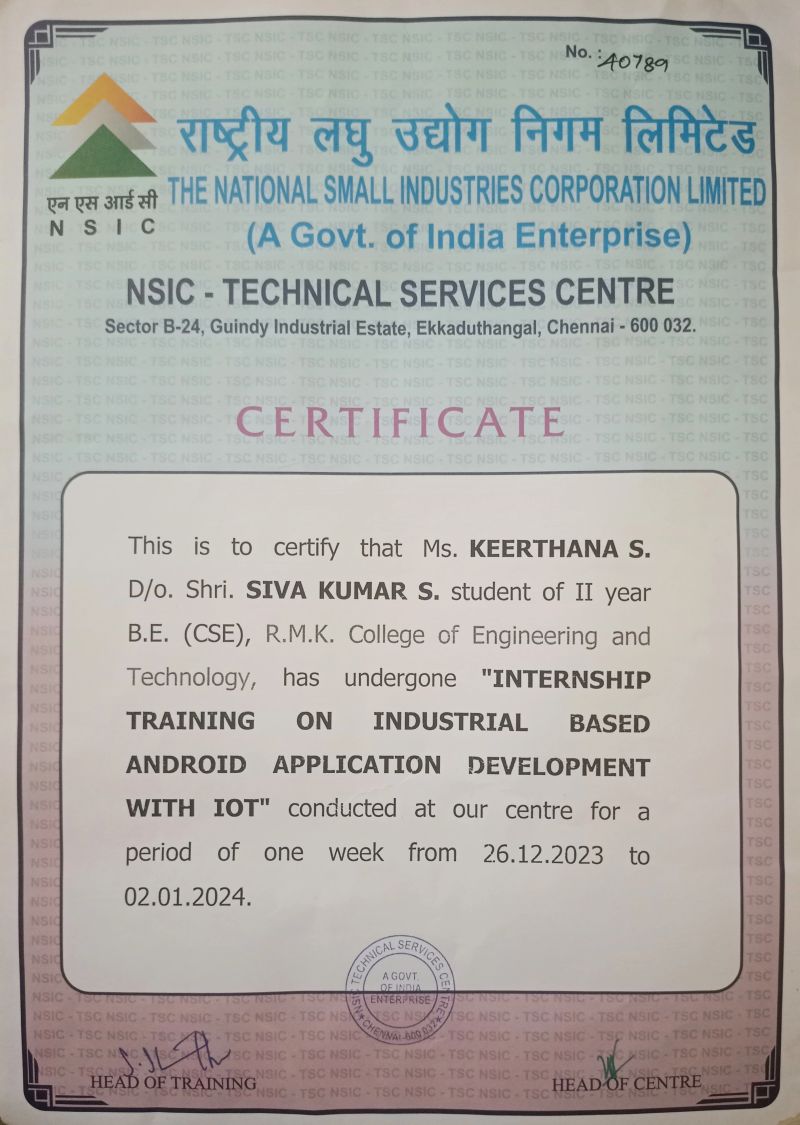 No. : 40789
राष्ट्रीय लघु उद्योग निगम लिमिटेड
एन एस आई सी
N S I C
THE NATIONAL SMALL INDUSTRIES CORPORATION LIMITED
(A Govt. of India Enterprise)
NSIC - TECHNICAL SERVICES CENTRE
Sector B-24, Guindy Industrial Estate, Ekkaduthangal, Chennai - 600 032.
CERTIFICATE
This is to certify that Ms. KEERTHANA S.
D/o. Shri. SIVA KUMAR S. student of II year
B.E. (CSE), R.M.K. College of Engineering and
Technology, has undergone "INTERNSHIP
TRAINING ON INDUSTRIAL BASED
ANDROID APPLICATION DEVELOPMENT
WITH IOT" conducted at our centre for a
period of one week from 26.12.2023 to
02.01.2024.
NSIC TECHNICAL SERVICES CENTRE
A GOVT.
OF INDIA
ENTERPRISE
CHENNAI-600 032
HEAD OF TRAINING
HEAD OF CENTRE